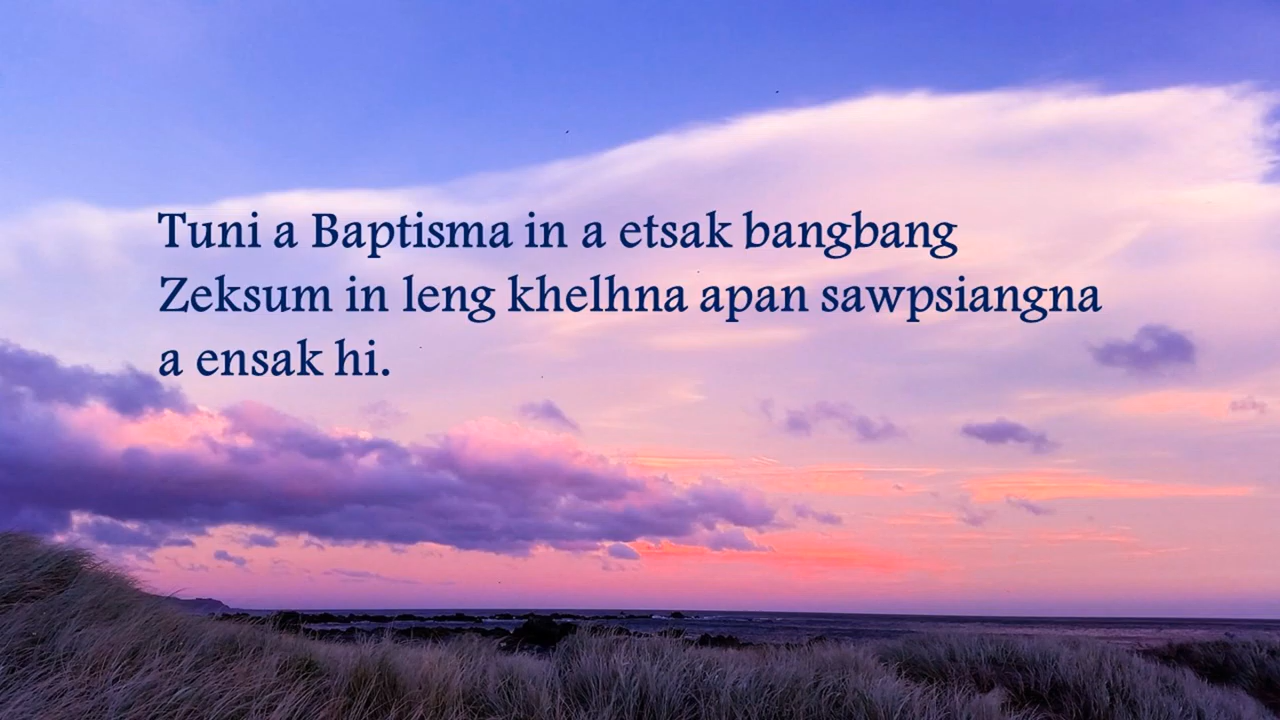 Tuni a Baptisma in a etsak bangbang
Zeksum in leng khelhna apan sawpsiangna
a ensak hi.